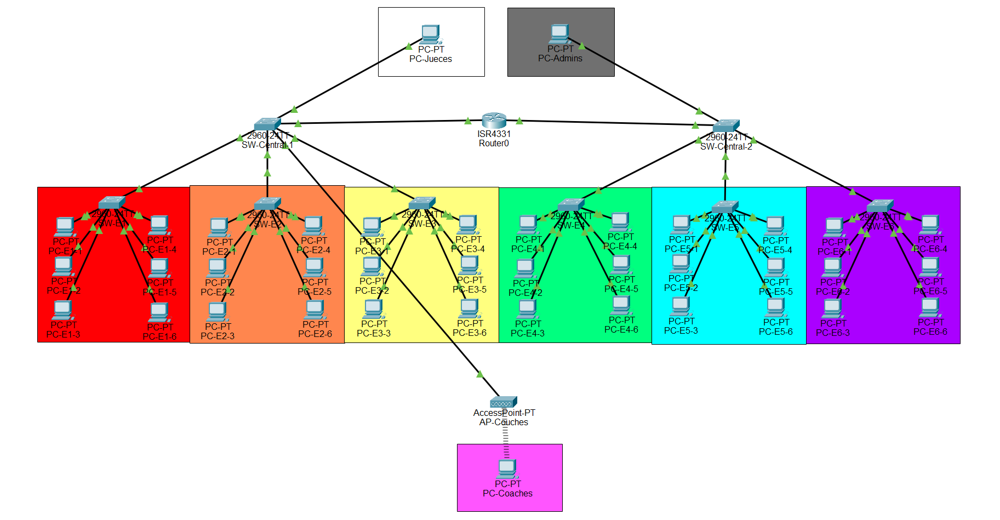 PC-PT
PC-Jueces
PC-PT
PC-Admins
2960-24TT
SW-Central-1
ISR4331
Router0
2960-24TT
SW-Central-2
2960-24TT
SW-E1
PC-PT
PC-E1-1
PC-PT
PC-E1-4
PC-PT
PC-E1-2
PC-PT
PC-E1-5
PC-PT
PC-E1-3
PC-PT
PC-E1-6
2960-24TT
SW-E2
PC-PT
PC-E2-1
PC-PT
PC-E2-4
PC-PT
PC-E2-2
PC-PT
PC-E2-5
PC-PT
PC-E2-3
PC-PT
PC-E2-6
2960-24TT
SW-E3
PC-PT
PC-E3-1
PC-PT
PC-E3-4
PC-PT
PC-E3-2
PC-PT
PC-E3-5
PC-PT
PC-E3-3
PC-PT
PC-E3-6
2960-24TT
SW-E4
PC-PT
PC-E4-1
PC-PT
PC-E4-4
PC-PT
PC-E4-2
PC-PT
PC-E4-5
PC-PT
PC-E4-3
PC-PT
PC-E4-6
2960-24TT
SW-E5
PC-PT
PC-E5-1
PC-PT
PC-E5-4
PC-PT
PC-E5-2
PC-PT
PC-E5-5
PC-PT
PC-E5-3
PC-PT
PC-E5-6
2960-24TT
SW-E6
PC-PT
PC-E6-1
PC-PT
PC-E6-4
PC-PT
PC-E6-2
PC-PT
PC-E6-5
PC-PT
PC-E6-3
PC-PT
PC-E6-6
AccessPoint-PT
AP-Couches
PC-PT
PC-Coaches